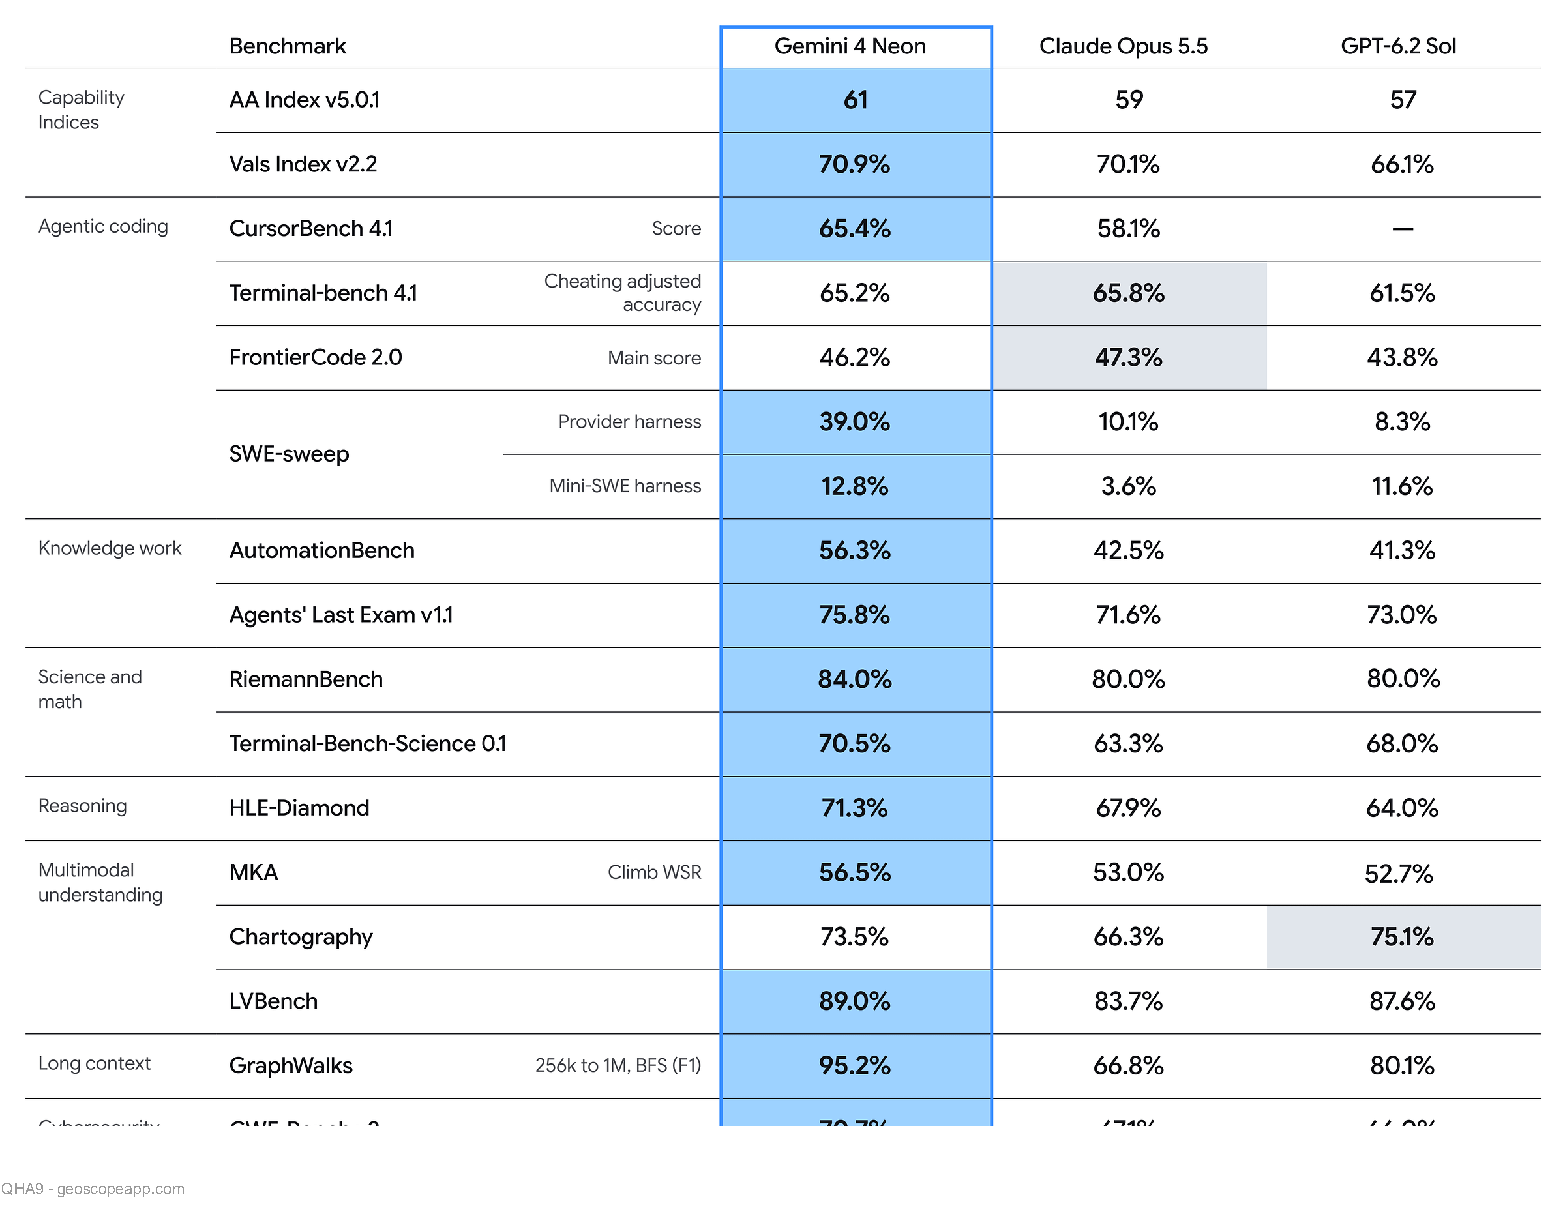 Benchmark Gemini 4 Neon Claude Opus 5.5 GPT-6.2 Sol
Capability
Indices
AA Index v5.0.1 61 59 57
Vals Index v2.2 70.9% 70.1% 66.1%
Agentic coding
CursorBench 4.1 Score 65.4% 58.1% —
Terminal-bench 4.1 Cheating adjusted
accuracy
65.2% 65.8% 61.5%
FrontierCode 2.0 Main score 46.2% 47.3% 43.8%
SWE-sweep
Provider harness 39.0% 10.1% 8.3%
Mini-SWE harness 12.8% 3.6% 11.6%
Knowledge work
AutomationBench 56.3% 42.5% 41.3%
Agents' Last Exam v1.1 75.8% 71.6% 73.0%
Science and
math
RiemannBench 84.0% 80.0% 80.0%
Terminal-Bench-Science 0.1 70.5% 63.3% 68.0%
Reasoning
HLE-Diamond 71.3% 67.9% 64.0%
Multimodal
understanding
MKA Climb WSR 56.5% 53.0% 52.7%
Chartography 73.5% 66.3% 75.1%
LVBench 89.0% 83.7% 87.6%
Long context
GraphWalks 256k to 1M, BFS (F1) 95.2% 66.8% 80.1%
Cybersecurity
QHA9 - geoscopeapp.com